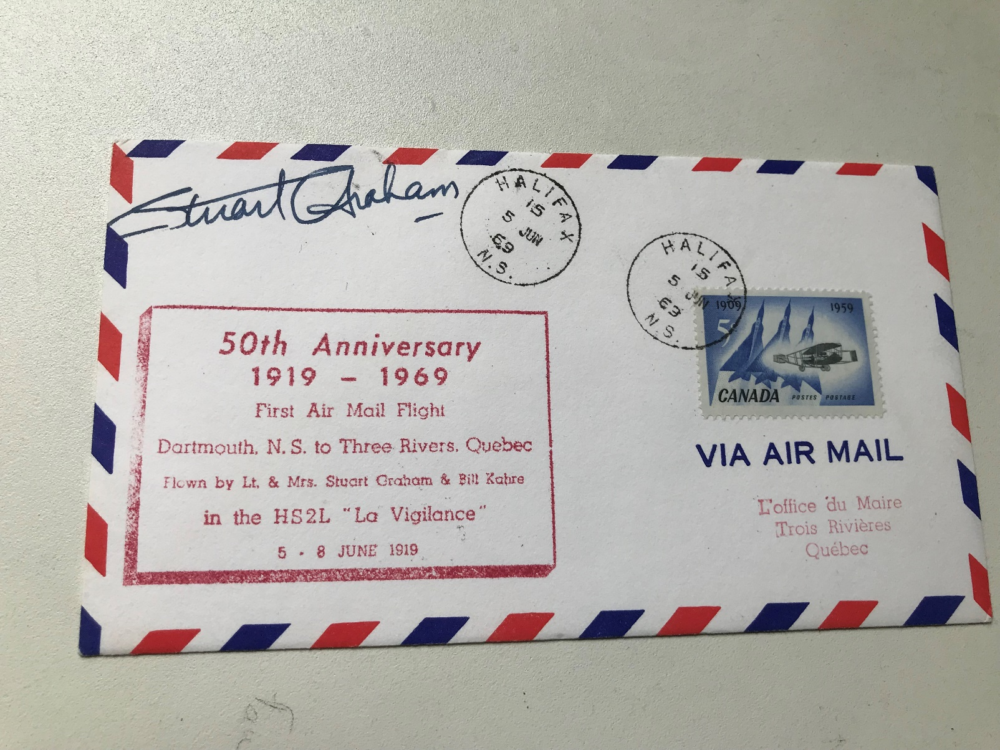 Stuart Graham
HALIFAX
15
5 JUN
69
N.S.
HALIFAX
15
5 JUN
69
N.S.
1909 1959
5¢
CANADA POSTES POSTAGE
VIA AIR MAIL
50th Anniversary
1919 - 1969
First Air Mail Flight
Dartmouth, N.S. to Three Rivers, Quebec
Flown by Lt. & Mrs. Stuart Graham & Bill Kahre
in the HS2L "La Vigilance"
5 - 8 JUNE 1919
L'office du Maire
Trois Rivières
Québec